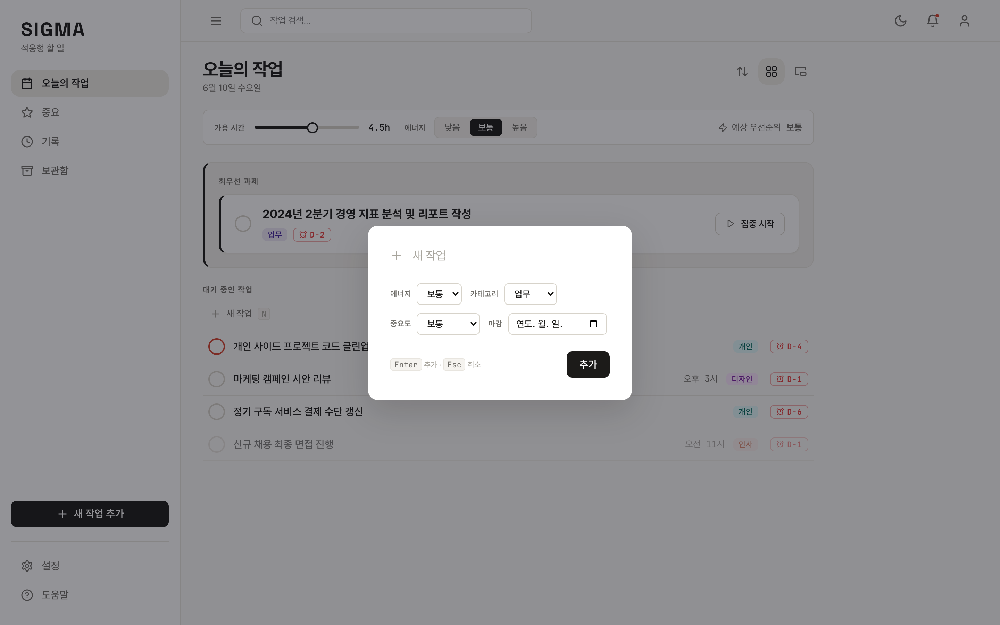 SIGMA
적응형 할 일
오늘의 작업
중요
기록
보관함
새 작업 추가
설정
도움말
작업 검색...
오늘의 작업
6월 10일 수요일
가용 시간 4.5h 에너지 낮음 보통 높음 예상 우선순위 보통
최우선 과제
2024년 2분기 경영 지표 분석 및 리포트 작성
업무 D-2
집중 시작
대기 중인 작업
새 작업 N
개인 사이드 프로젝트 코드 클린업 개인 D-4
마케팅 캠페인 시안 리뷰 오후 3시 디자인 D-1
정기 구독 서비스 결제 수단 갱신 개인 D-6
신규 채용 최종 면접 진행 오전 11시 인사 D-1
새 작업
에너지 보통 카테고리 업무
중요도 보통 마감 연도. 월. 일.
Enter 추가 · Esc 취소 추가